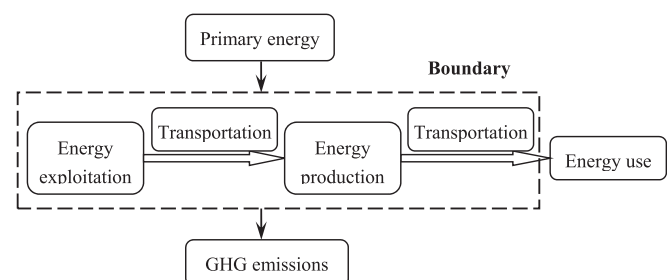 Primary energy
Boundary
Transportation
Transportation
Energy
exploitation
Energy
production
Energy use
GHG emissions